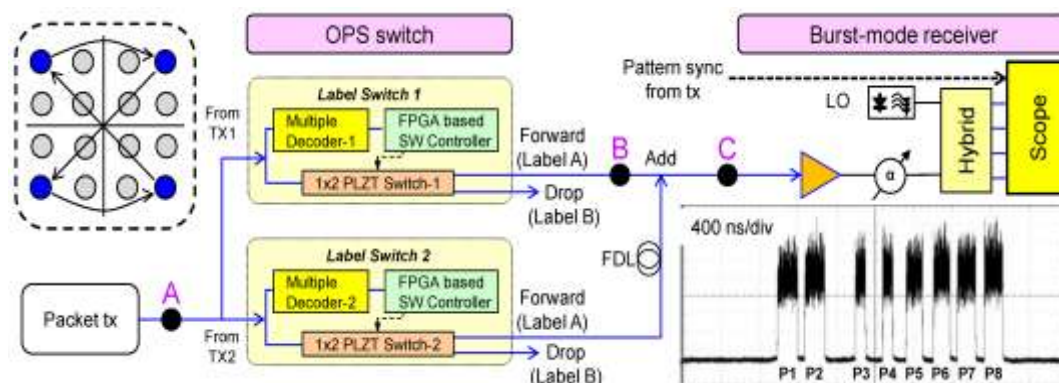 OPS switch
Burst-mode receiver
Label Switch 1
Multiple
Decoder-1
FPGA based
SW Controller
1x2 PLZT Switch-1
From
TX1
Forward
(Label A)
Drop
(Label B)
B
Add
C
Pattern sync
from tx
LO
α
Hybrid
Scope
FDL
Packet tx
A
From
TX2
Label Switch 2
Multiple
Decoder-2
FPGA based
SW Controller
1x2 PLZT Switch-2
Forward
(Label A)
Drop
(Label B)
400 ns/div
P1 P2 P3 P4 P5 P6 P7 P8